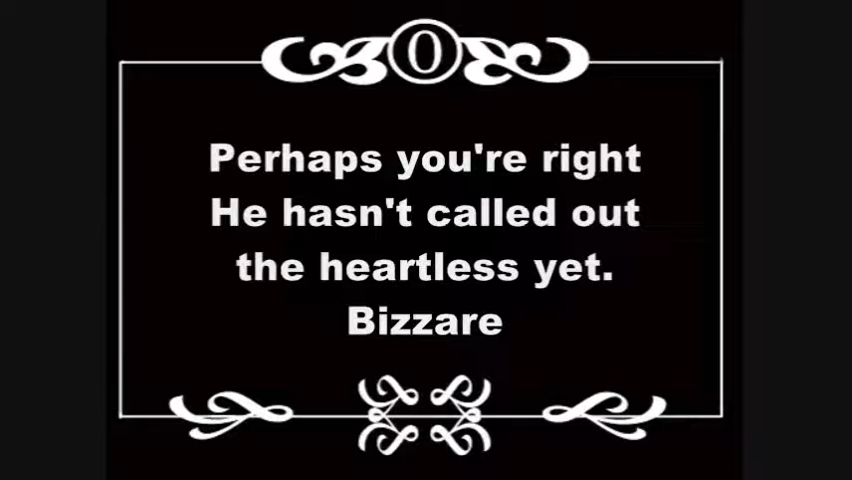 0
Perhaps you're right
He hasn't called out
the heartless yet.
Bizzare